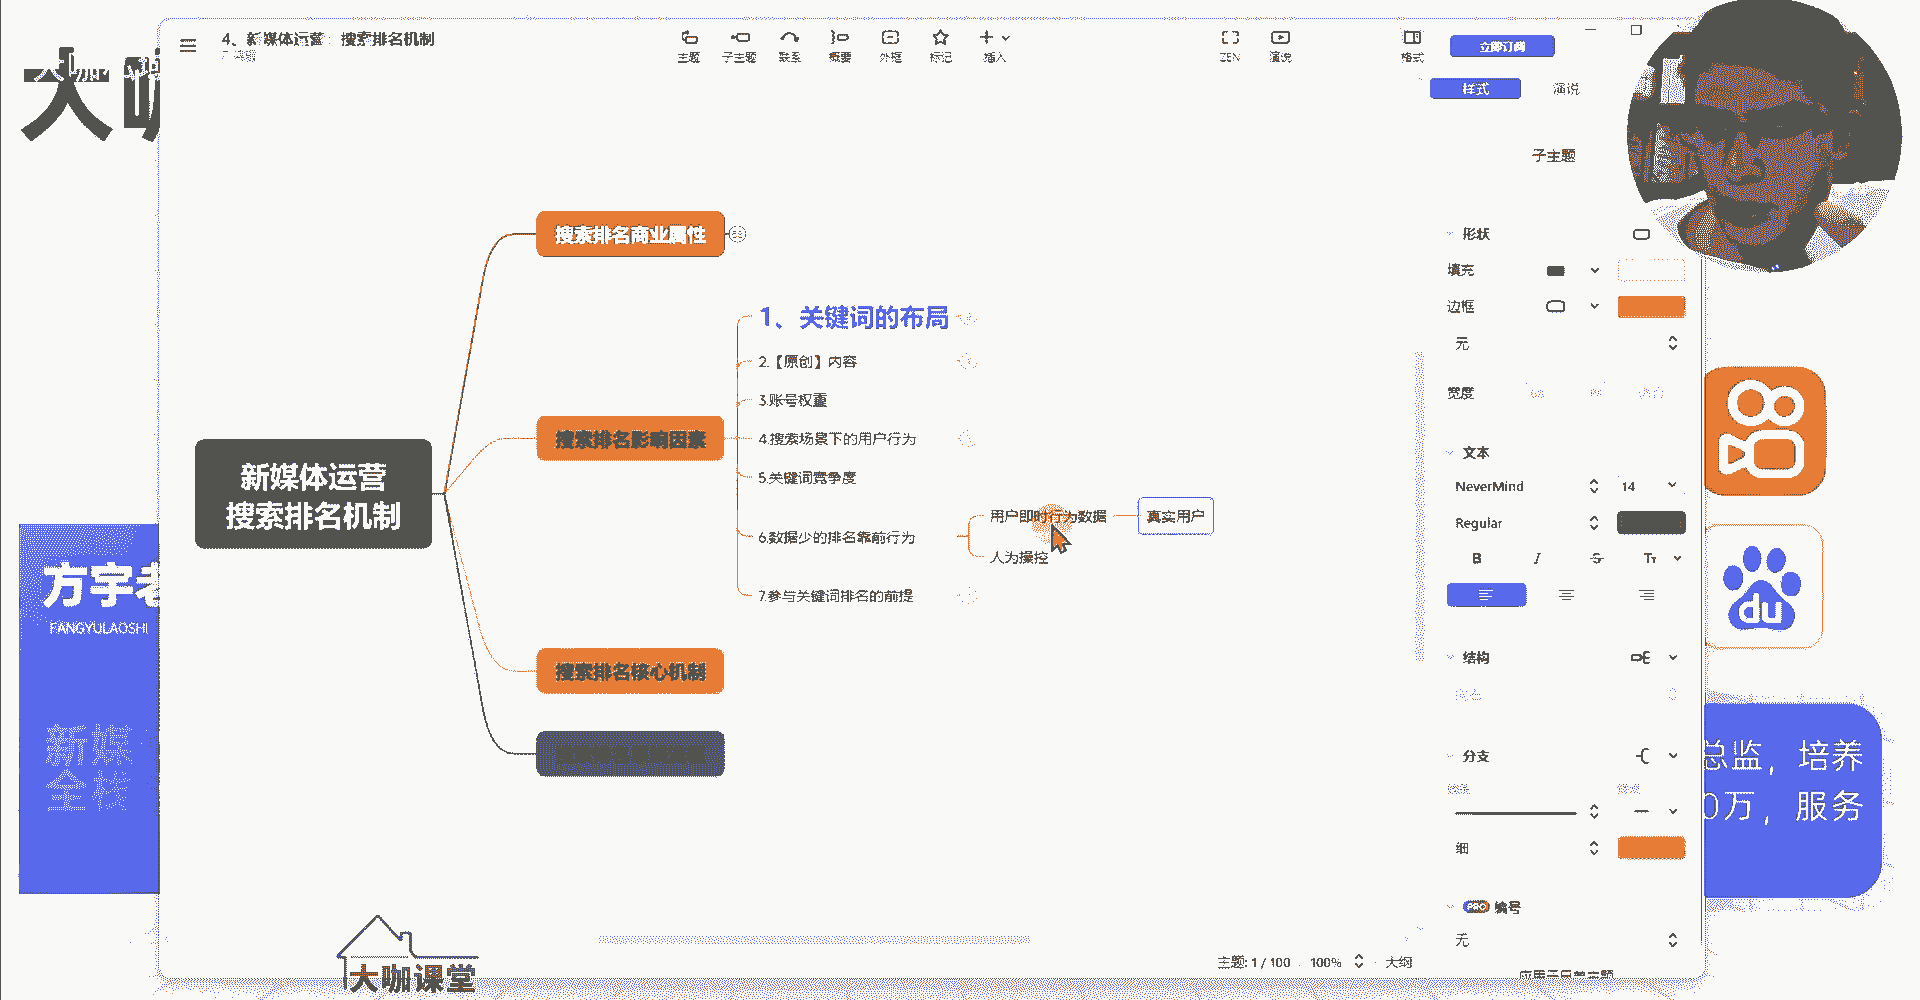 4、新媒体运营：搜索排名机制
主题
子主题
联系
概要
外框
标记
插入
ZEN
演说
格式
立即订阅
样式
演说
子主题
大咖
搜索排名商业属性
形状
填充
边框
无
宽度
1、关键词的布局
2.【原创】内容
3.账号权重
搜索排名影响因素
4.搜索场景下的用户行为
5.关键词竞争度
文本
NeverMind
14
新媒体运营
搜索排名机制
用户即时行为数据
真实用户
Regular
6.数据少的排名靠前行为
人为操控
B
I
S
TT
7.参与关键词排名的前提
方宇老
FANGYULAOSHI
du
搜索排名核心机制
结构
新媒
全栈
分支
总监，培养
0万，服务
细
PRO 编号
无
大咖课堂
主题: 1 / 100
100%
大纲